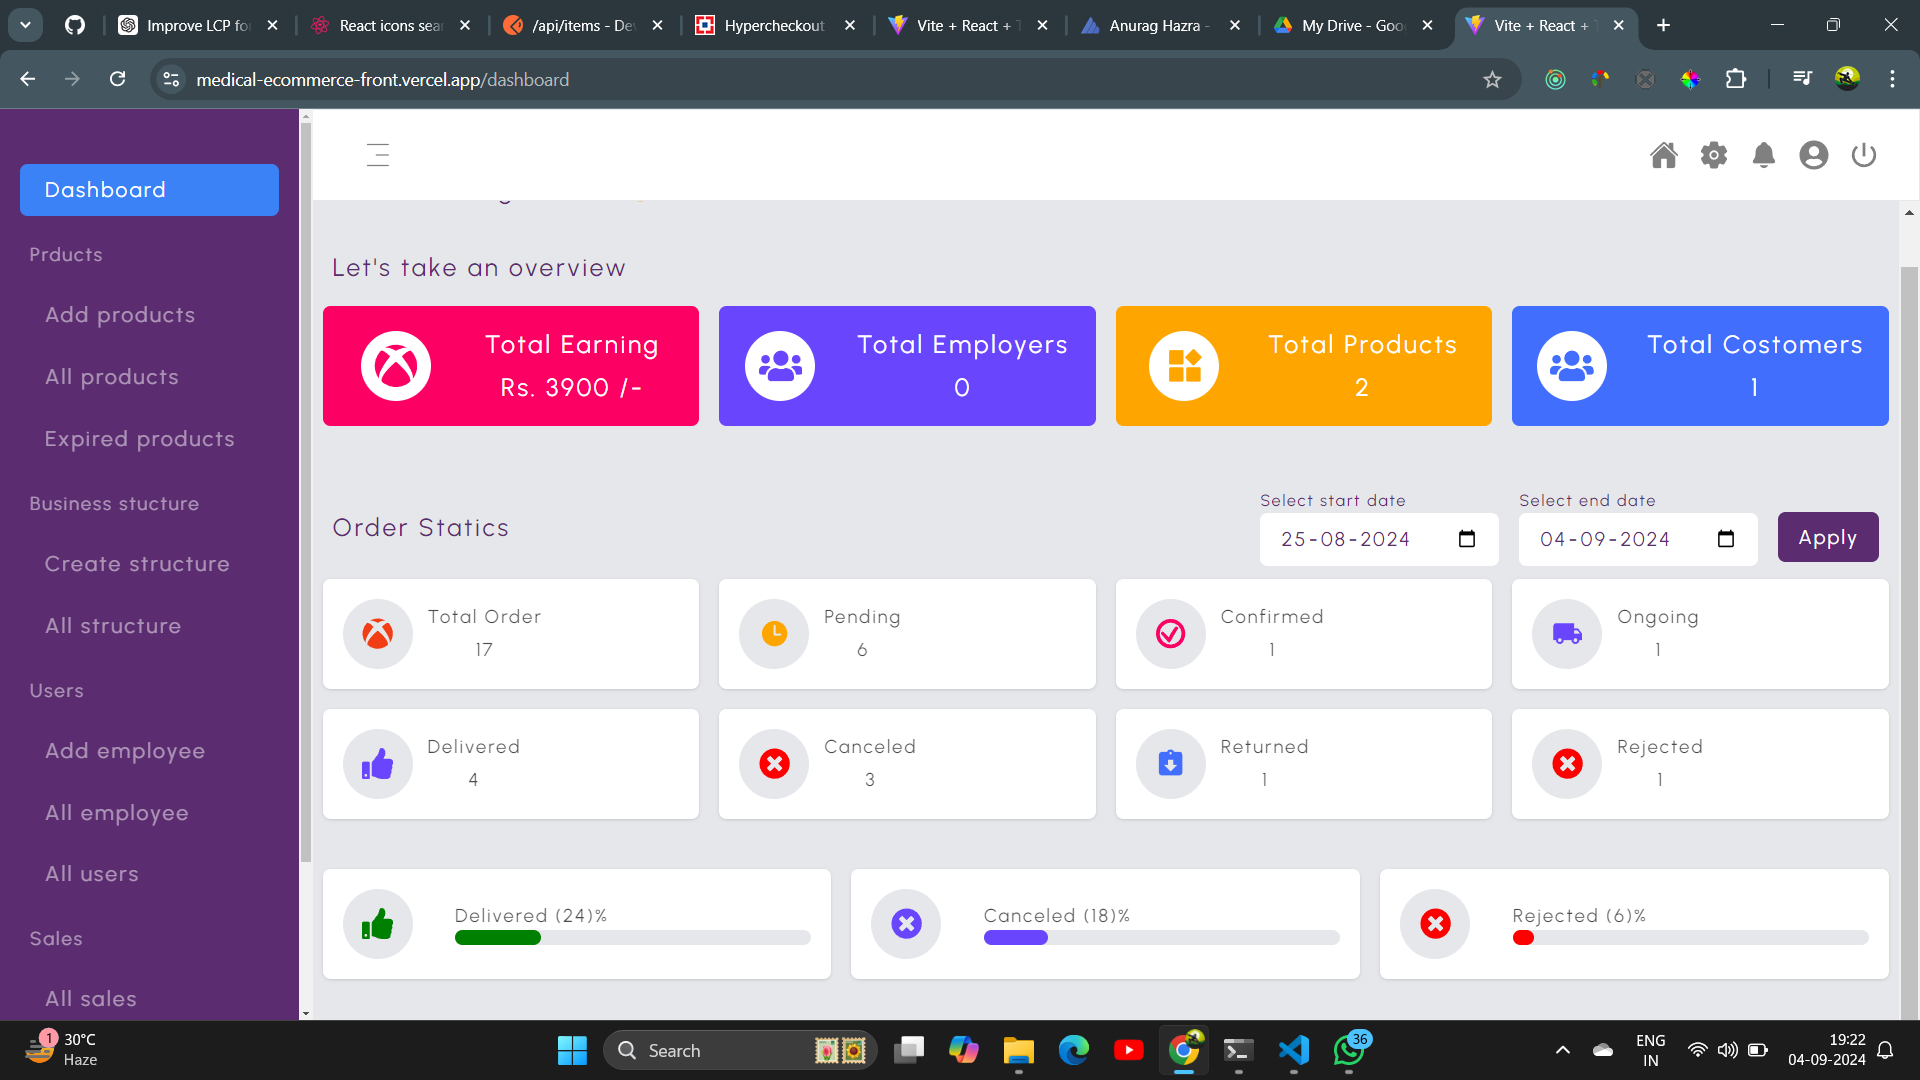 Improve LCP fo
React icons sear
/api/items - De
Hypercheckout
Vite + React + T
Anurag Hazra -
My Drive - Goo
Vite + React + T
medical-ecommerce-front.vercel.app/dashboard
Dashboard
Prducts
Add products
All products
Expired products
Business stucture
Create structure
All structure
Users
Add employee
All employee
All users
Sales
All sales
Let's take an overview
Total Earning
Rs. 3900 /-
Total Employers
0
Total Products
2
Total Costomers
1
Order Statics
Select start date
25-08-2024
Select end date
04-09-2024
Apply
Total Order
17
Pending
6
Confirmed
1
Ongoing
1
Delivered
4
Canceled
3
Returned
1
Rejected
1
Delivered (24)%
Canceled (18)%
Rejected (6)%
1
30°C
Haze
Search
36
ENG
IN
19:22
04-09-2024